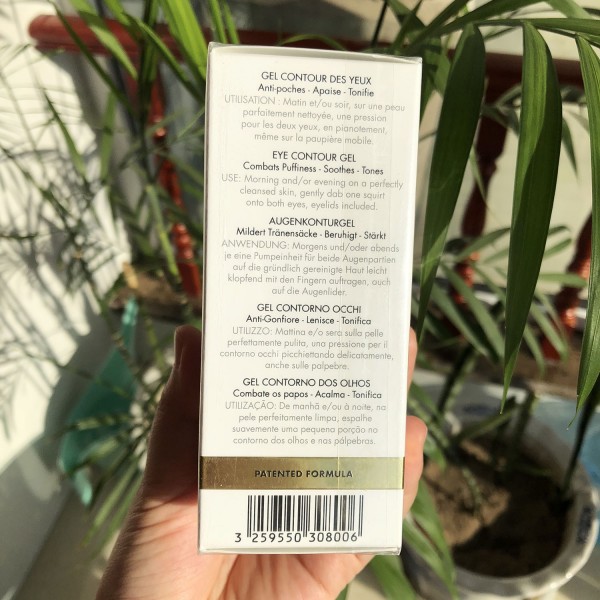 GEL CONTOUR DES YEUX
Anti-poches - Apaise - Tonifie
UTILISATION : Matin et/ou soir, sur une peau
parfaitement nettoyée, une pression
pour les deux yeux, en pianotement,
même sur la paupière mobile.
EYE CONTOUR GEL
Combats Puffiness - Soothes - Tones
USE: Morning and/or evening on a perfectly
cleansed skin, gently dab one squirt
onto both eyes, eyelids included.
AUGENKONTURGEL
Mildert Tränensäcke - Beruhigt - Stärkt
ANWENDUNG: Morgens und/oder abends
je eine Pumpeinheit für beide Augenpartien
auf die gründlich gereinigte Haut leicht
klopfend mit den Fingern auftragen, auch
auf die Augenlider.
GEL CONTORNO OCCHI
Anti-Gonfiore - Lenisce - Tonifica
UTILIZZO: Mattina e/o sera sulla pelle
perfettamente pulita, una pressione per il
contorno occhi picchiettando delicatamente,
anche sulle palpebre.
GEL CONTORNO DOS OLHOS
Combate os papos - Acalma - Tonifica
UTILIZAÇÃO: De manhã e/ou à noite, na
pele perfeitamente limpa, espalhe
suavemente uma pequena porção no
contorno dos olhos e nas pálpebras.
PATENTED FORMULA
3 259550 308006